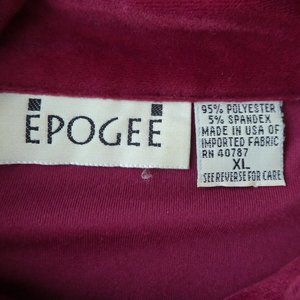 EPOGEE
95% POLYESTER
5% SPANDEX
MADE IN USA OF
IMPORTED FABRIC
RN 40787
XL
SEE REVERSE FOR CARE